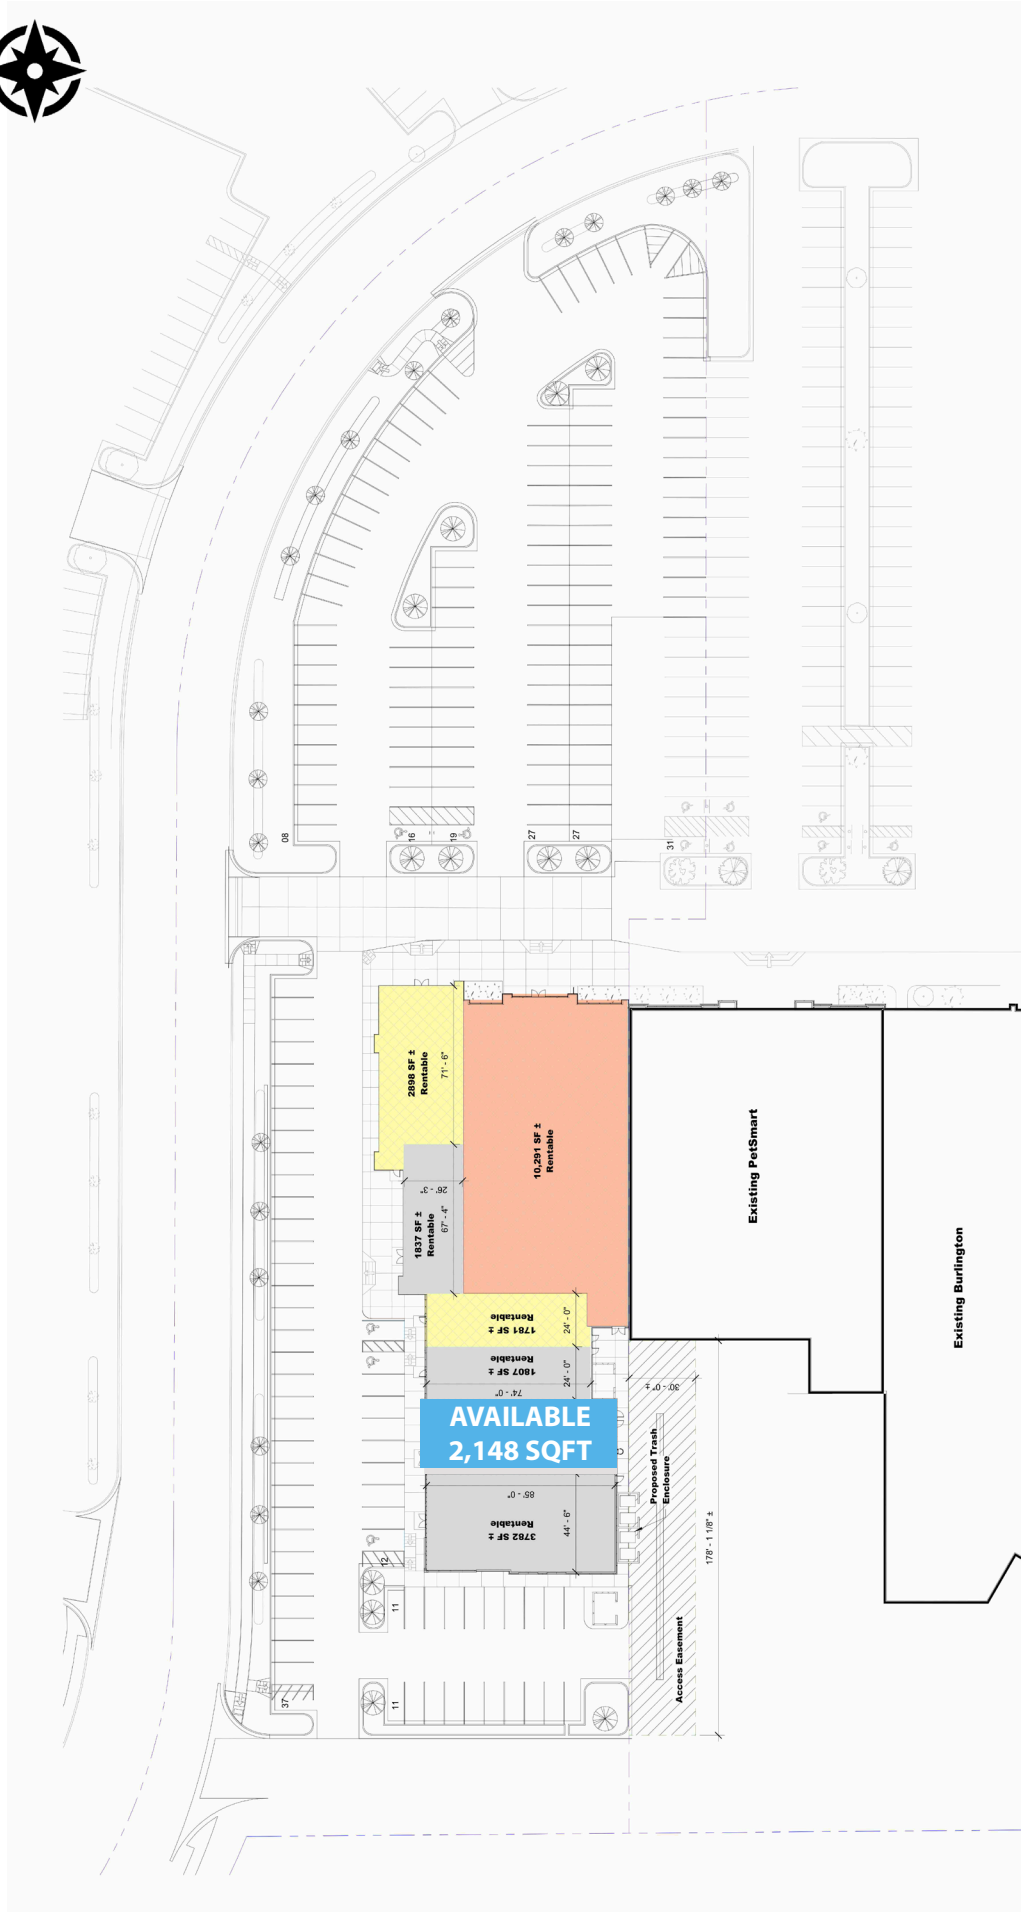 08
16
19
27
27
31
2898 SF ±
Rentable
71' - 6"
10,291 SF ±
Rentable
Existing PetSmart
26' - 3"
1837 SF ±
Rentable
67' - 4"
Existing Burlington
1781 SF ±
Rentable
24' - 0"
1807 SF ±
Rentable
24' - 0"
74' - 0"
30' - 0" ±
AVAILABLE
2,148 SQFT
Proposed Trash
Enclosure
85' - 0"
3782 SF ±
Rentable
44' - 6"
178' - 1 1/8" ±
12
11
Access Easement
37
11